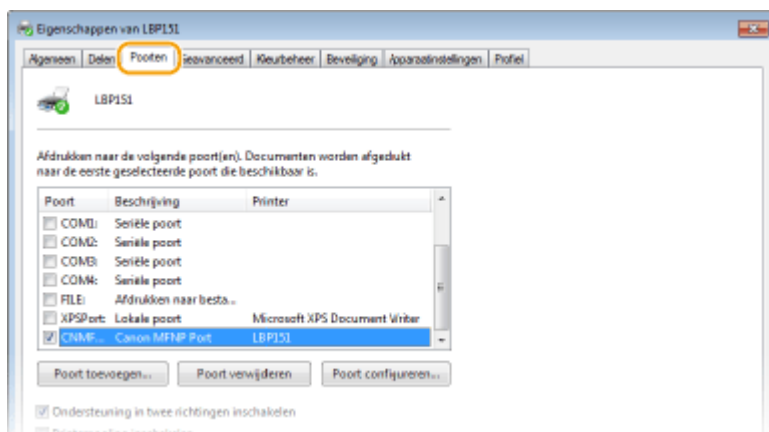 Eigenschappen van LBP151
Algemeen Delen Poorten Geavanceerd Kleurbeheer Beveiliging Apparaatinstellingen Profiel
LBP151
Afdrukken naar de volgende poort(en). Documenten worden afgedukt
naar de eerste geselecteerde poort die beschikbaar is.
Poort Beschrijving Printer
COM1: Seriële poort
COM2: Seriële poort
COM3: Seriële poort
COM4: Seriële poort
FILE: Afdrukken naar besta...
XPSPort: Lokale poort Microsoft XPS Document Writer
CNMF... Canon MFNP Port LBP151
Poort toevoegen... Poort verwijderen Poort configureren...
Ondersteuning in twee richtingen inschakelen